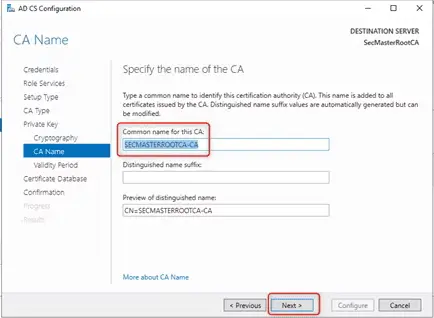 AD CS Configuration
CA Name
DESTINATION SERVER
SecMasterRootCA
Credentials
Role Services
Setup Type
CA Type
Private Key
Cryptography
CA Name
Validity Period
Certificate Database
Confirmation
Progress
Results
Specify the name of the CA
Type a common name to identify this certification authority (CA). This name is added to all
certificates issued by the CA. Distinguished name suffix values are automatically generated but can
be modified.
Common name for this CA:
SECMASTERROOTCA-CA
Distinguished name suffix:
Preview of distinguished name:
CN=SECMASTERROOTCA-CA
More about CA Name
< Previous
Next >
Configure
Cancel